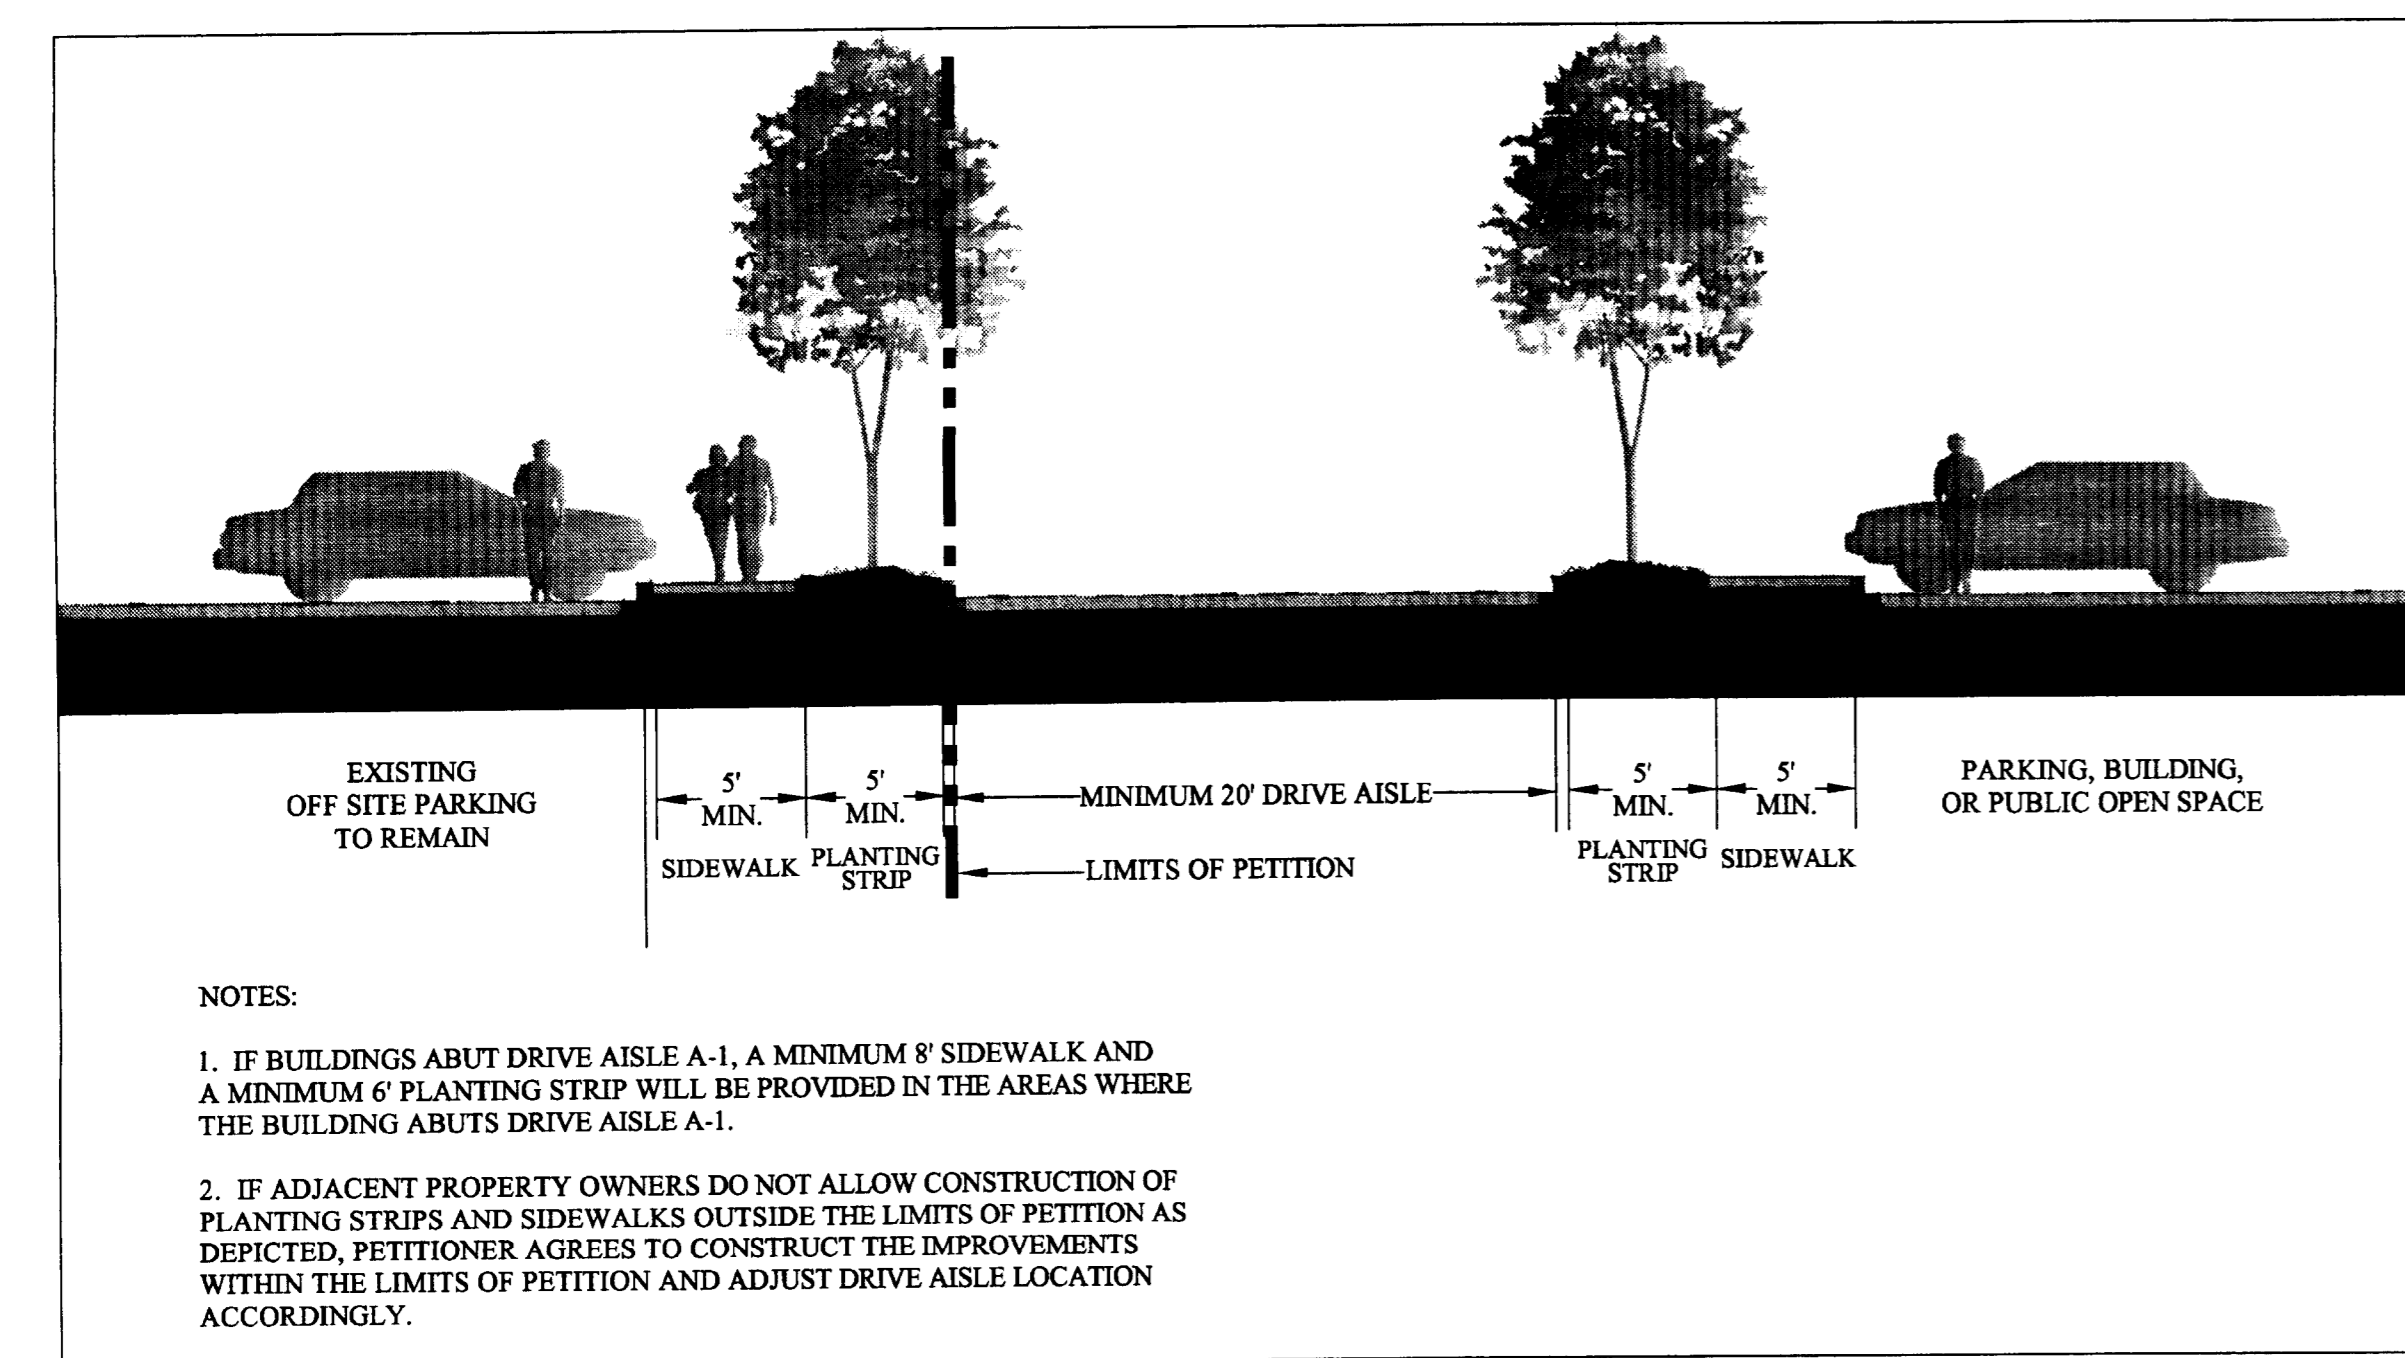 EXISTING
OFF SITE PARKING
TO REMAIN
5'
MIN.
SIDEWALK
5'
MIN.
PLANTING
STRIP
MINIMUM 20' DRIVE AISLE
LIMITS OF PETITION
5'
MIN.
PLANTING
STRIP
5'
MIN.
SIDEWALK
PARKING, BUILDING,
OR PUBLIC OPEN SPACE
NOTES:
1. IF BUILDINGS ABUT DRIVE AISLE A-1, A MINIMUM 8' SIDEWALK AND
A MINIMUM 6' PLANTING STRIP WILL BE PROVIDED IN THE AREAS WHERE
THE BUILDING ABUTS DRIVE AISLE A-1.
2. IF ADJACENT PROPERTY OWNERS DO NOT ALLOW CONSTRUCTION OF
PLANTING STRIPS AND SIDEWALKS OUTSIDE THE LIMITS OF PETITION AS
DEPICTED, PETITIONER AGREES TO CONSTRUCT THE IMPROVEMENTS
WITHIN THE LIMITS OF PETITION AND ADJUST DRIVE AISLE LOCATION
ACCORDINGLY.